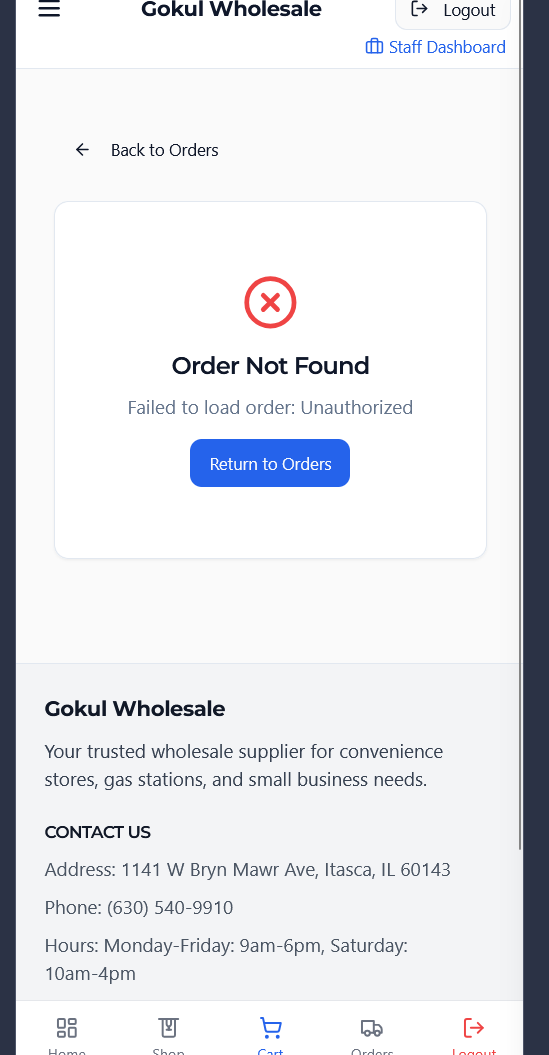 Gokul Wholesale
Logout
Staff Dashboard
Back to Orders
Order Not Found
Failed to load order: Unauthorized
Return to Orders
Gokul Wholesale
Your trusted wholesale supplier for convenience
stores, gas stations, and small business needs.
CONTACT US
Address: 1141 W Bryn Mawr Ave, Itasca, IL 60143
Phone: (630) 540-9910
Hours: Monday-Friday: 9am-6pm, Saturday:
10am-4pm
Home Shop Cart Orders Logout